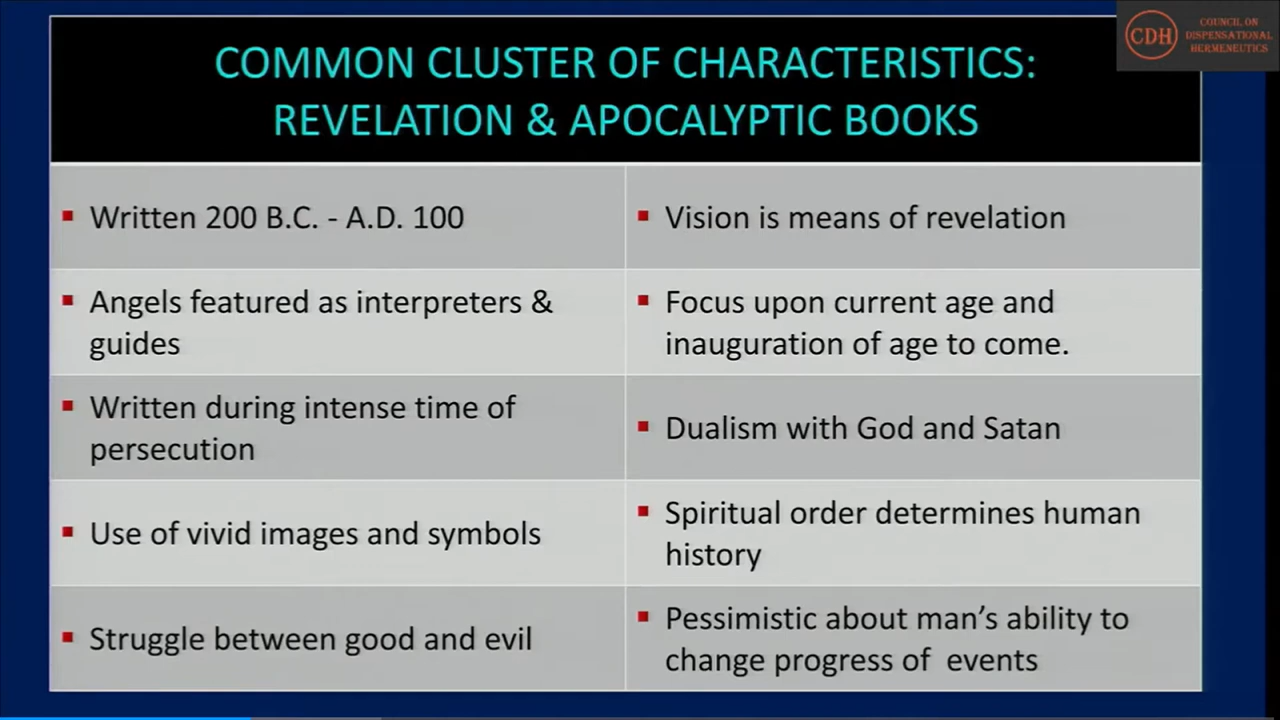 COMMON CLUSTER OF CHARACTERISTICS:
REVELATION & APOCALYPTIC BOOKS
CDH
COUNCIL ON
DISPENSATIONAL
HERMENEUTICS
Written 200 B.C. - A.D. 100
Vision is means of revelation
Angels featured as interpreters &
guides
Focus upon current age and
inauguration of age to come.
Written during intense time of
persecution
Dualism with God and Satan
Use of vivid images and symbols
Spiritual order determines human
history
Struggle between good and evil
Pessimistic about man’s ability to
change progress of  events